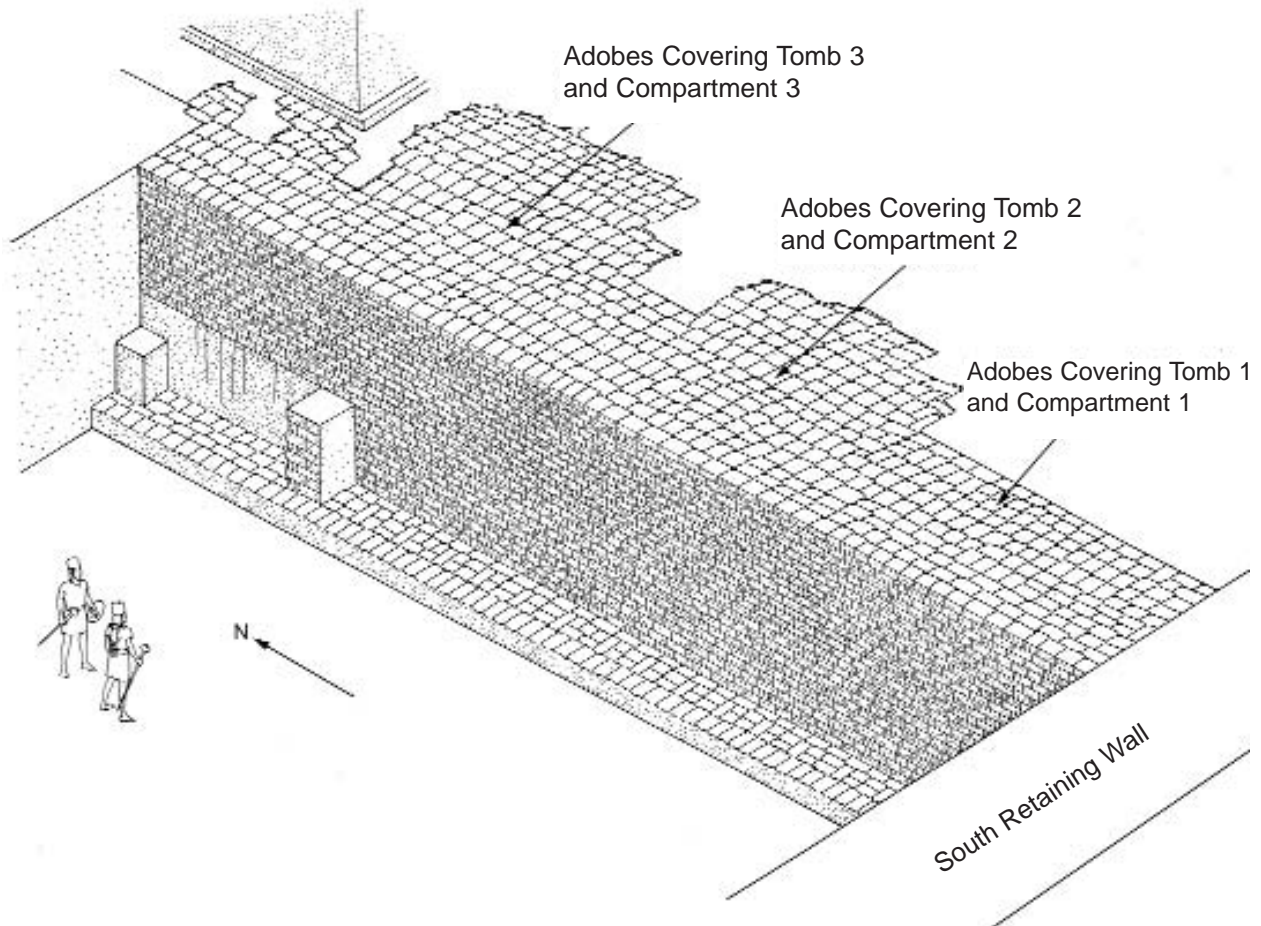 Adobes Covering Tomb 3
and Compartment 3
Adobes Covering Tomb 2
and Compartment 2
Adobes Covering Tomb 1
and Compartment 1
N
South Retaining Wall